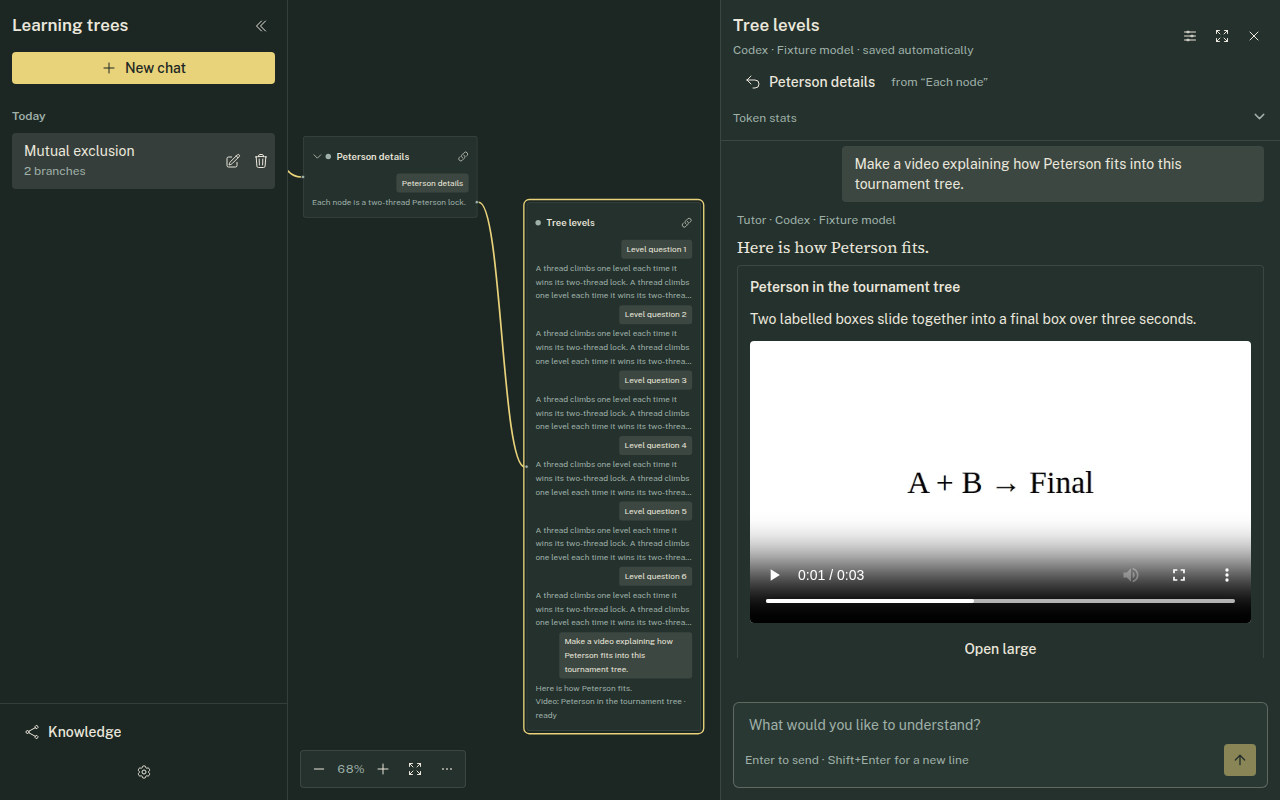 Learning trees
New chat
Today
Mutual exclusion
2 branches
Knowledge
Peterson details
Peterson details
Each node is a two-thread Peterson lock.
Tree levels
Level question 1
A thread climbs one level each time it
wins its two-thread lock. A thread climbs
one level each time it wins its two-threa...
Level question 2
A thread climbs one level each time it
wins its two-thread lock. A thread climbs
one level each time it wins its two-threa...
Level question 3
A thread climbs one level each time it
wins its two-thread lock. A thread climbs
one level each time it wins its two-threa...
Level question 4
A thread climbs one level each time it
wins its two-thread lock. A thread climbs
one level each time it wins its two-threa...
Level question 5
A thread climbs one level each time it
wins its two-thread lock. A thread climbs
one level each time it wins its two-threa...
Level question 6
A thread climbs one level each time it
wins its two-thread lock. A thread climbs
one level each time it wins its two-threa...
Make a video explaining how
Peterson fits into this
tournament tree.
Here is how Peterson fits.
Video: Peterson in the tournament tree ·
ready
68%
Tree levels
Codex · Fixture model · saved automatically
Peterson details from “Each node”
Token stats
Make a video explaining how Peterson fits into this
tournament tree.
Tutor · Codex · Fixture model
Here is how Peterson fits.
Peterson in the tournament tree
Two labelled boxes slide together into a final box over three seconds.
A + B → Final
0:01 / 0:03
Open large
What would you like to understand?
Enter to send · Shift+Enter for a new line